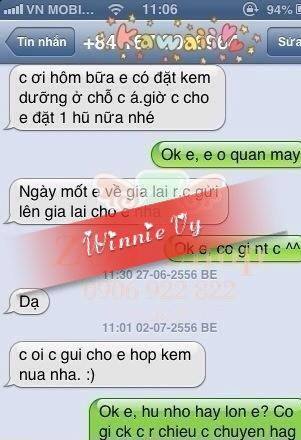 VN MOBI... 11:06 93%
Tin nhắn +84 Kawaii Sửa
c ơi hôm bữa e có đặt kem
dưỡng ở chỗ c á.giờ c cho
e đặt 1 hũ nữa nhé
Ok e, e o quan may
Ngày mốt e về gia lai r,c gửi
lên gia lai cho e nha
Winnie Vy
Ok e, co gi nt c ^^
11:30 27-06-2556 BE
0906 922 822
Dạ
11:01 02-07-2556 BE
c oi c gui cho e hop kem
nua nha. :)
Ok e, hu nho hay lon e? Co
gi ck c r chieu c chuyen hag